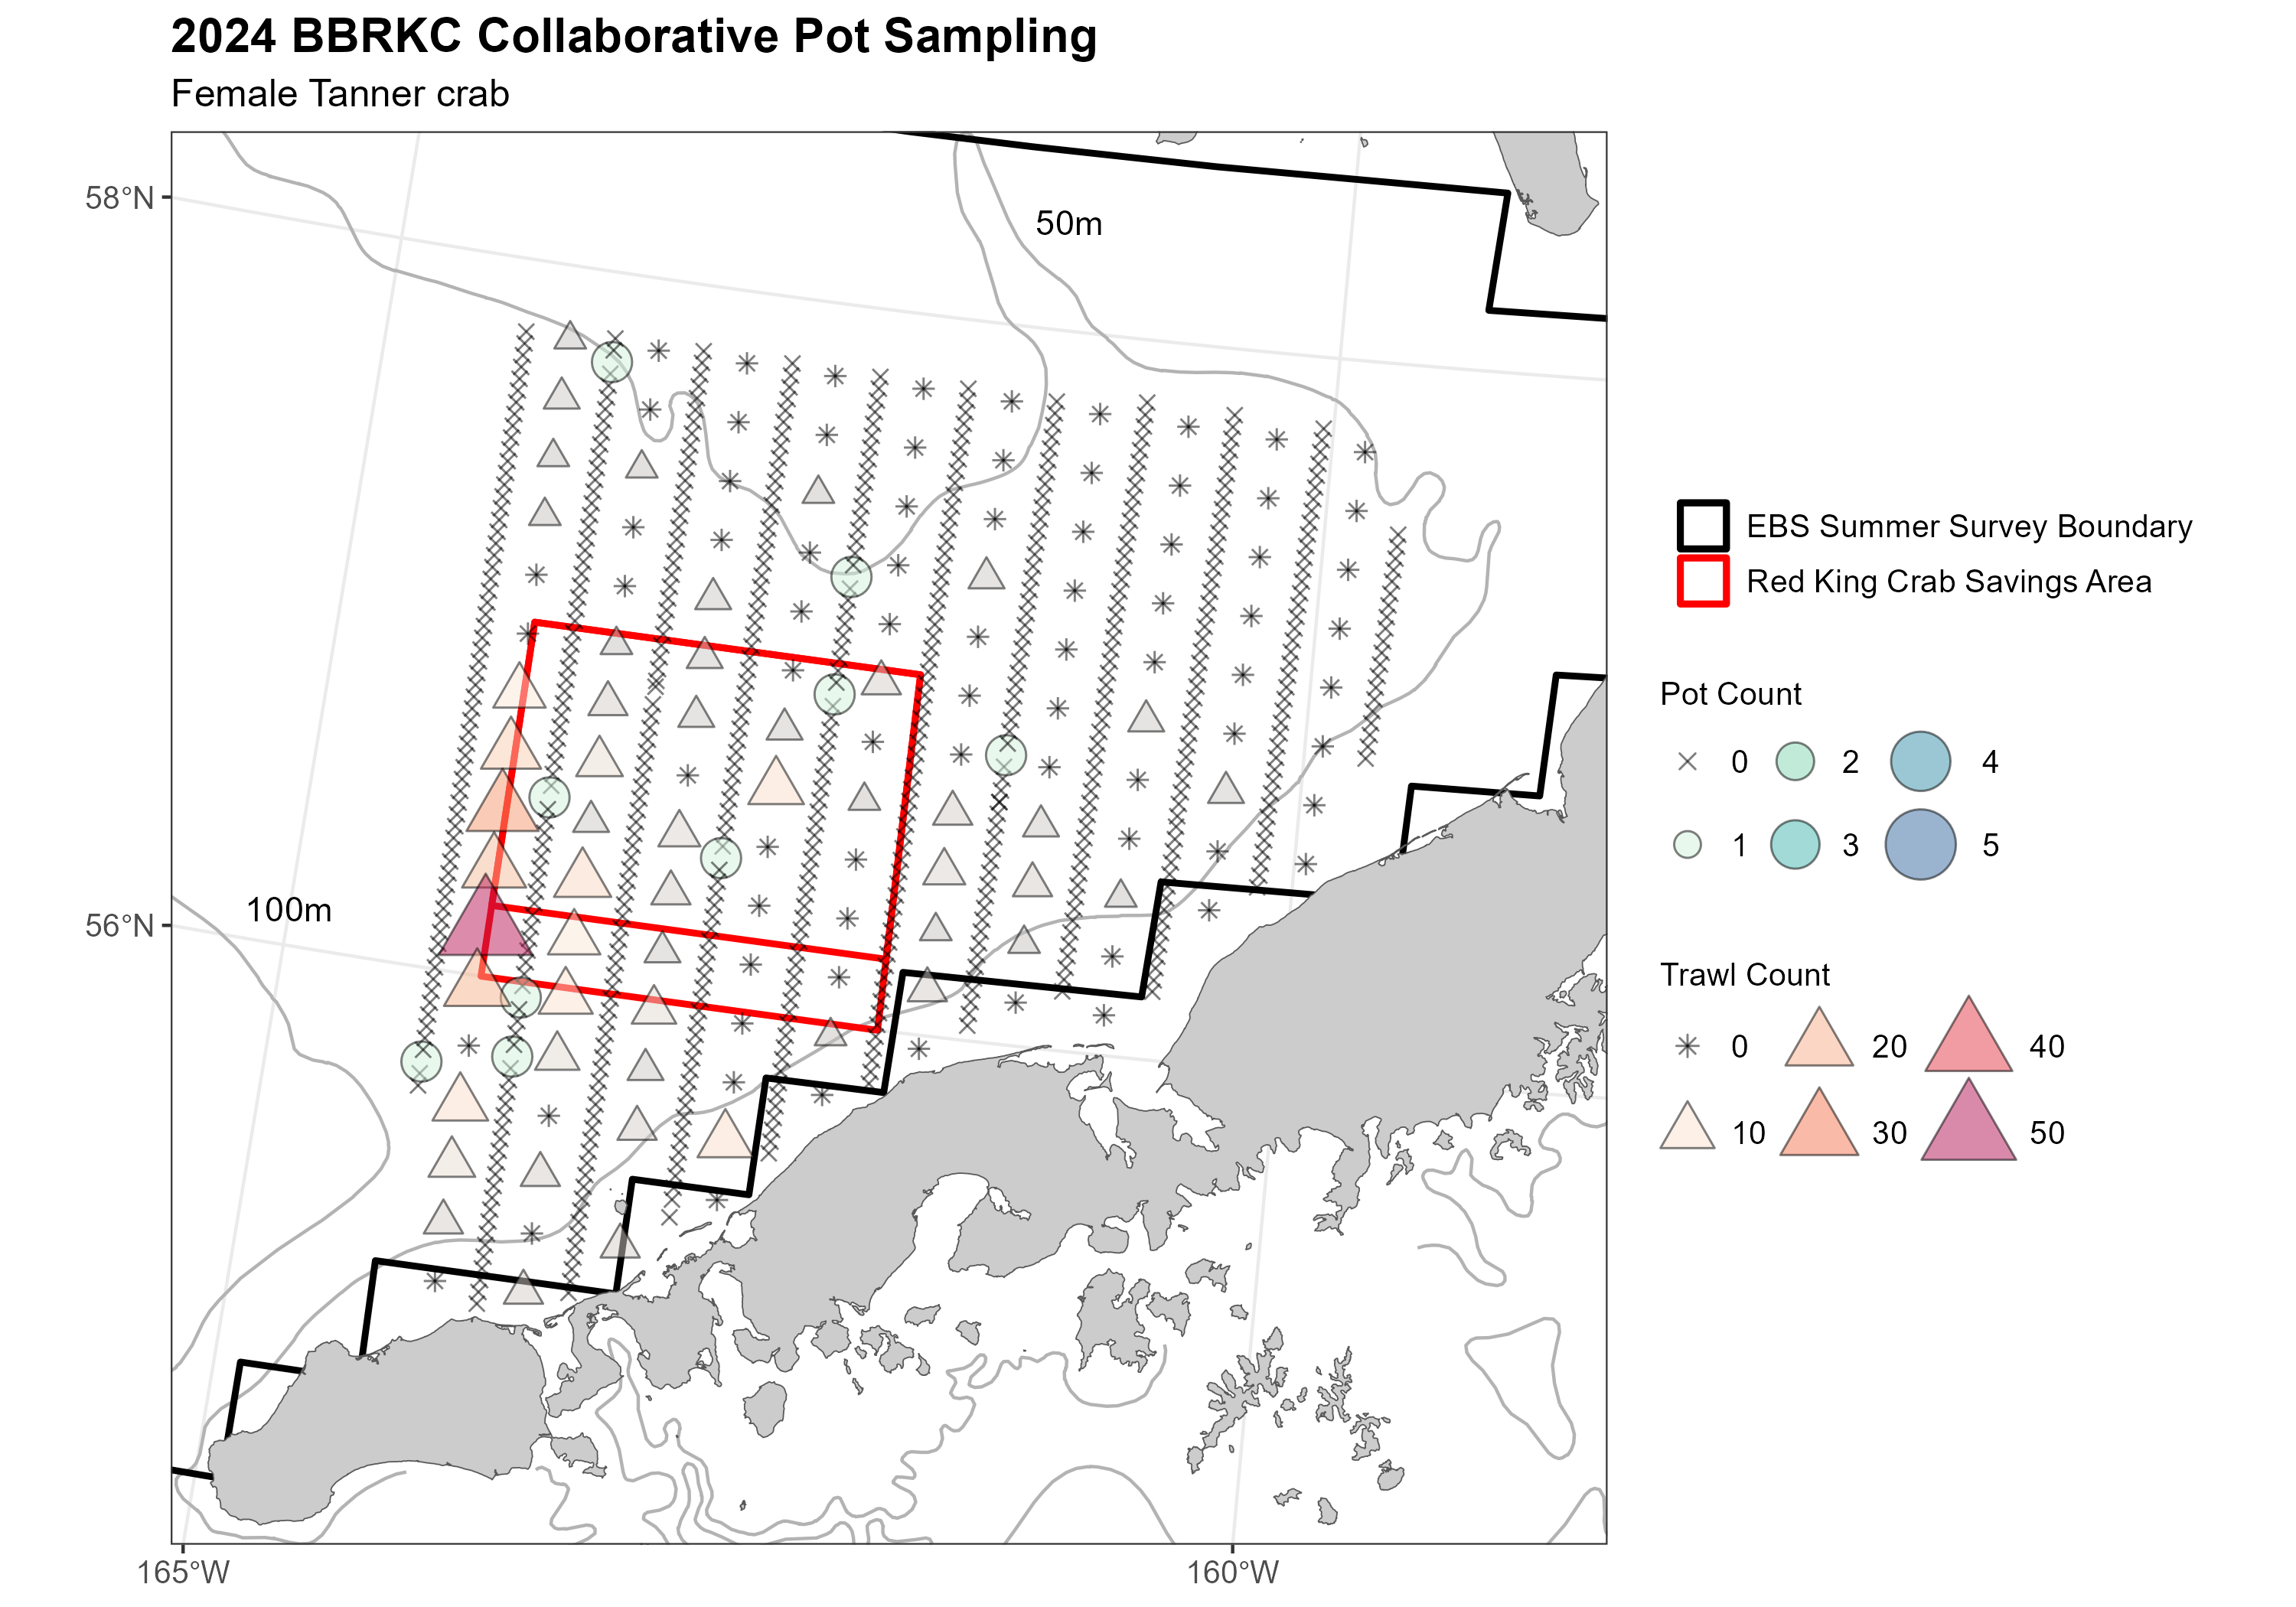 2024 BBRKC Collaborative Pot Sampling
Female Tanner crab
58°N
50m
EBS Summer Survey Boundary
Red King Crab Savings Area
Pot Count
0 2 4
1 3 5
56°N
100m
Trawl Count
0 20 40
10 30 50
165°W 160°W